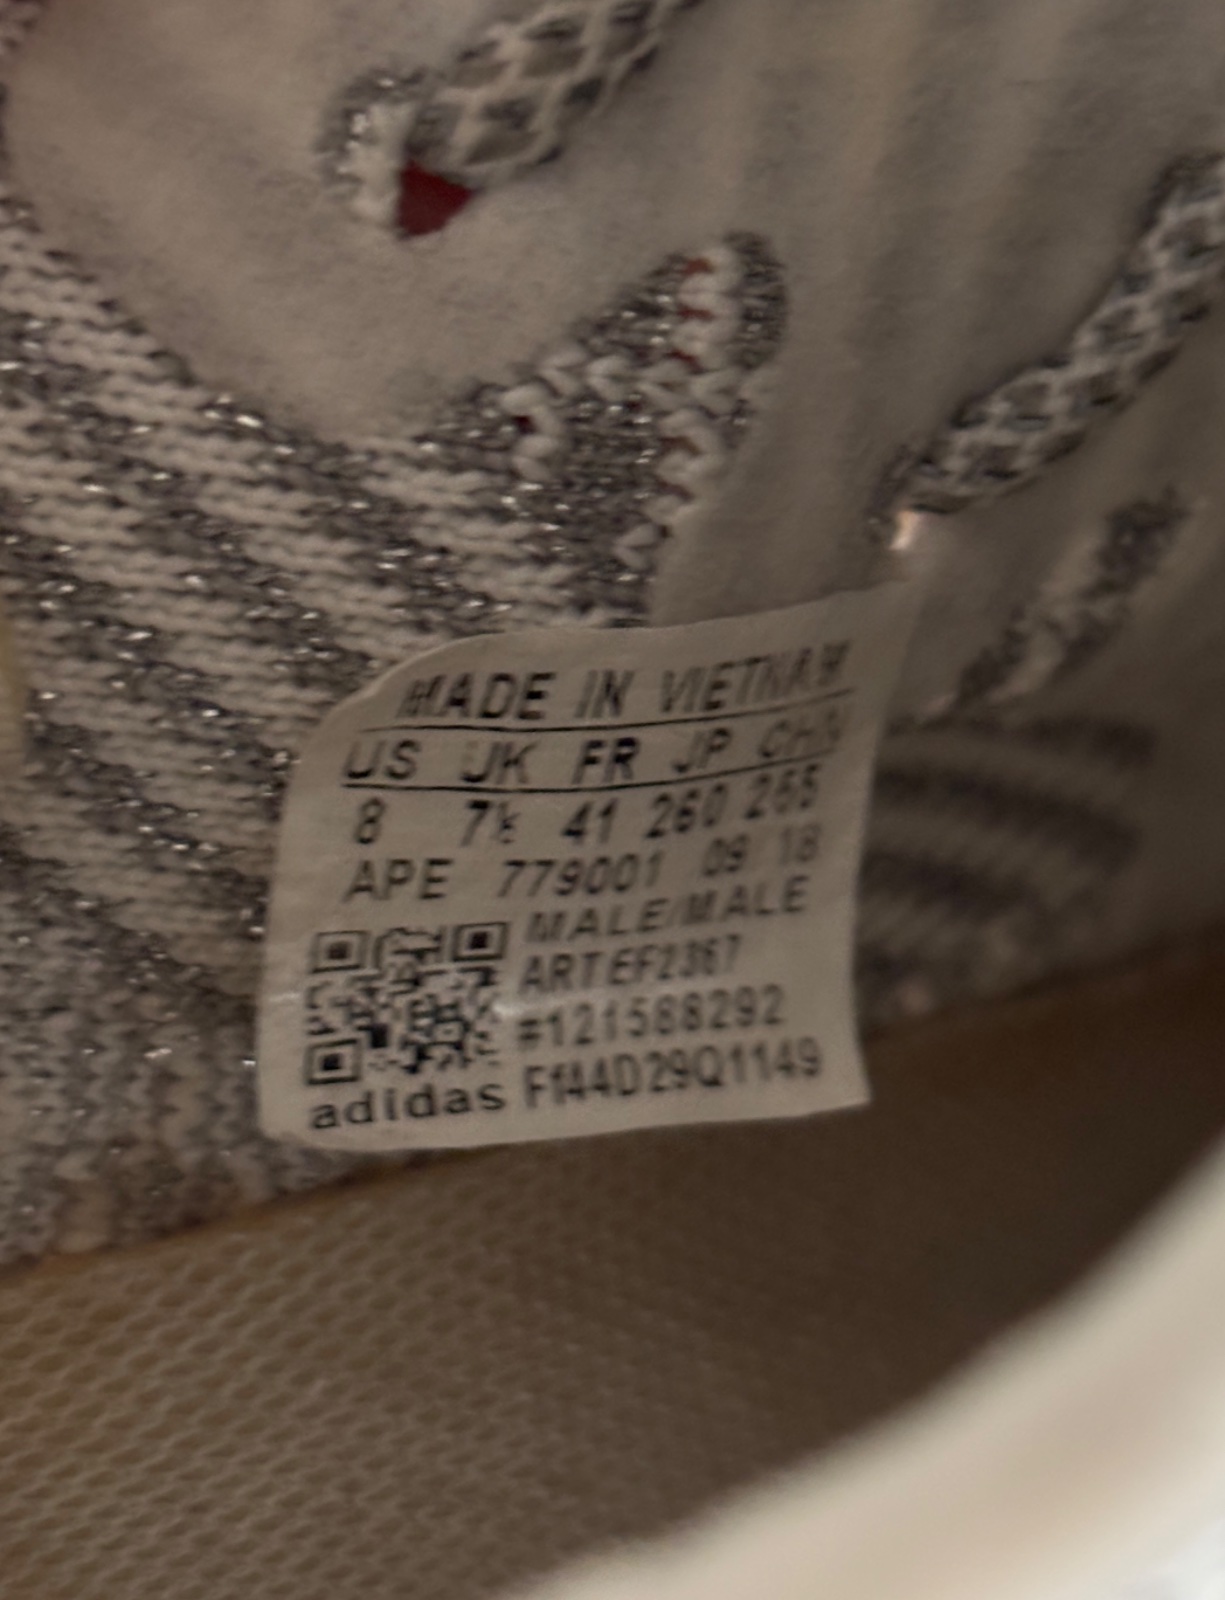 MADE IN VIETNAM
US UK FR JP CHN
8 7½ 41 260 255
APE 779001 09 18
MALE/MALE
ART EF2367
#121588292
adidas Ff44D29Q1149